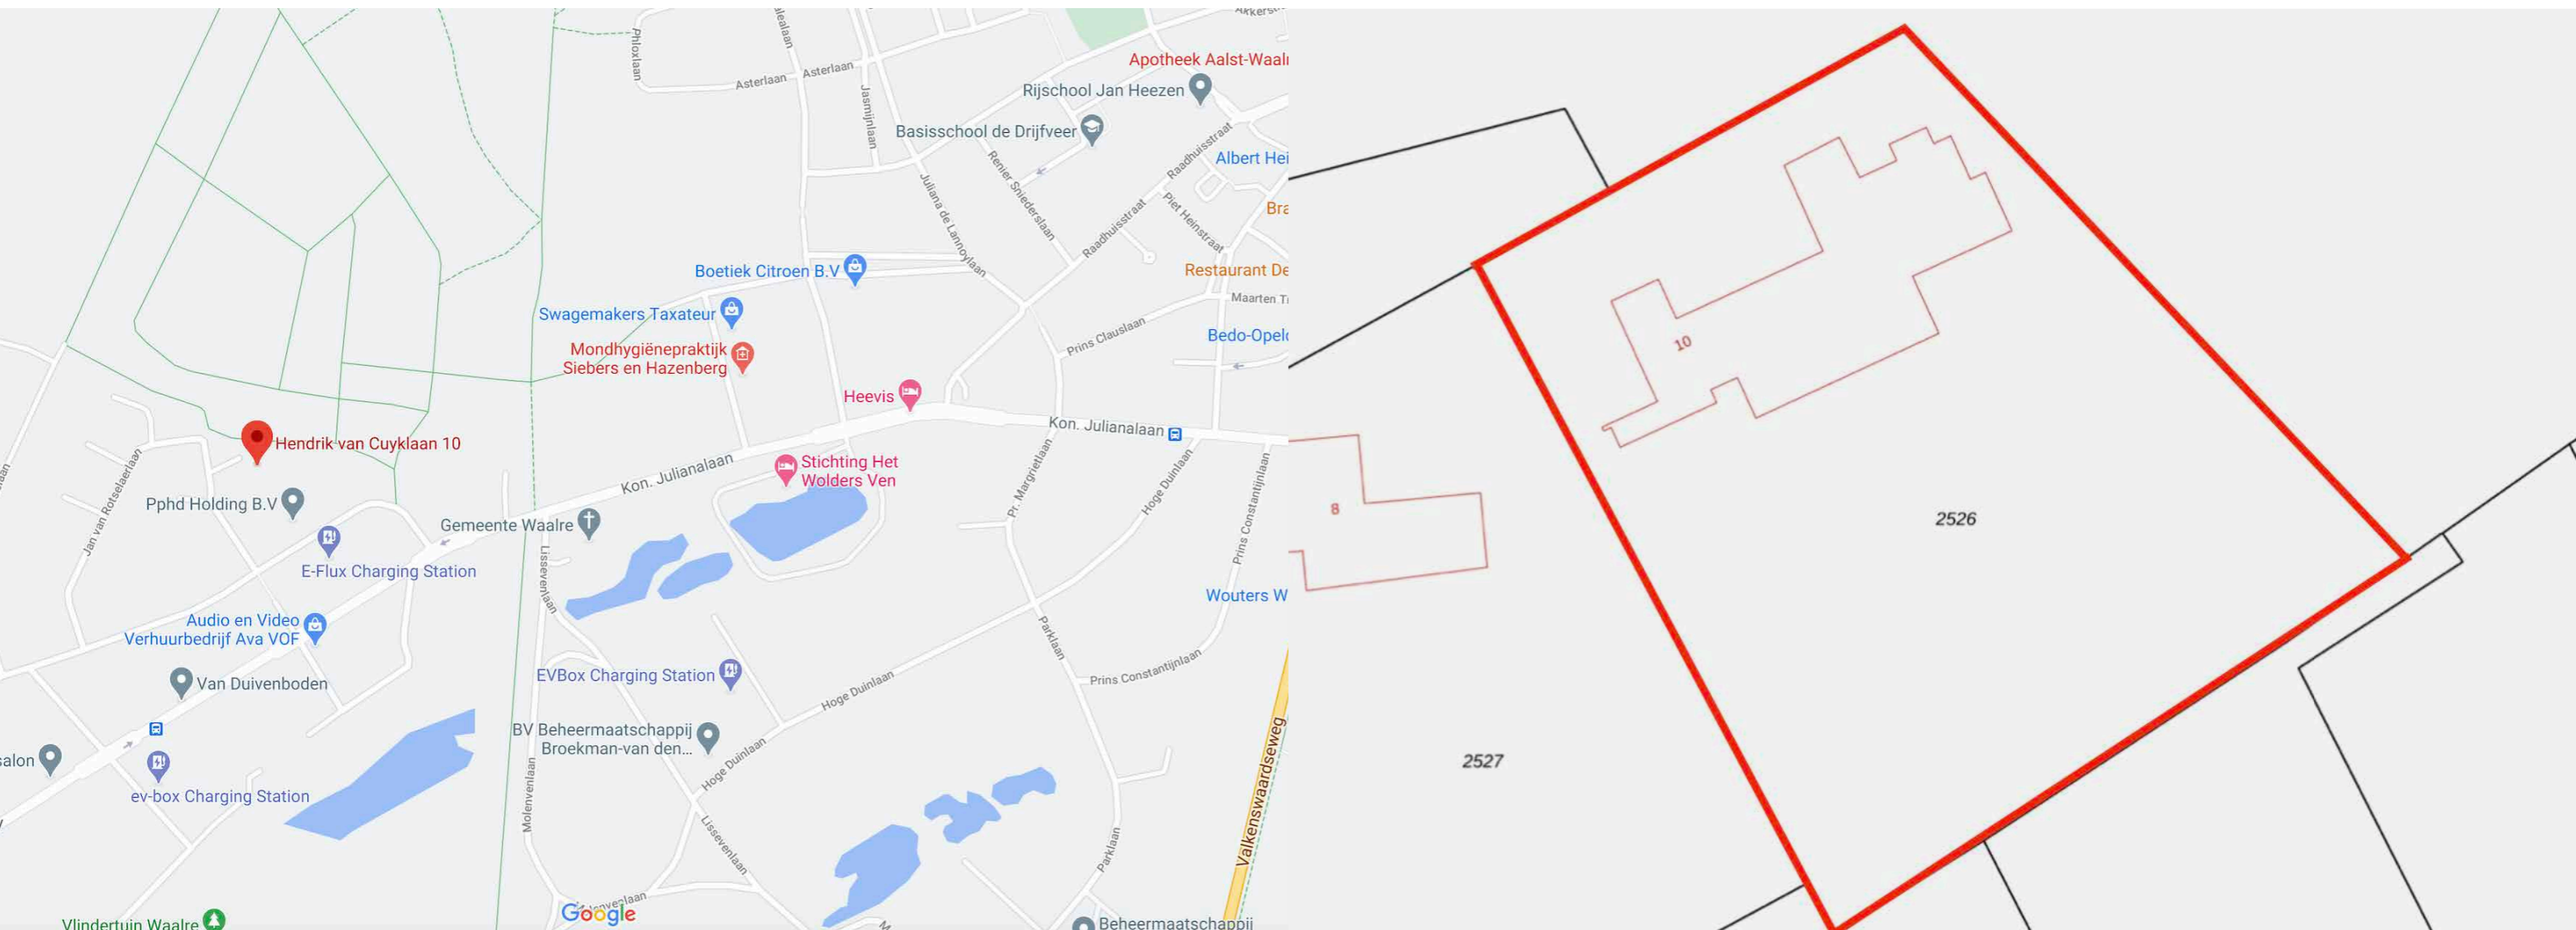 Akkerstr
Phloxlaan
Asterlaan
Asterlaan
Jasmijnlaan
Apotheek Aalst-Waalr
Rijschool Jan Heezen
Basisschool de Drijfveer
Renier Sniederslaan
Raadhuisstraat
Albert Hei
Juliana de Lannoylaan
Raadhuisstraat
Piet Heinstraat
Bra
Boetiek Citroen B.V
Restaurant De
Maarten T
Swagemakers Taxateur
Prins Clauslaan
Bedo-Opel
Mondhygiënepraktijk
Siebers en Hazenberg
Heevis
Kon. Julianalaan
Hendrik van Cuyklaan 10
Jan van Rotselaerlaan
Kon. Julianalaan
Stichting Het
Wolders Ven
Pr. Margrietlaan
Hoge Duinlaan
Prins Constantijnlaan
Pphd Holding B.V
Gemeente Waalre
E-Flux Charging Station
Lissevenlaan
Wouters W
Audio en Video
Verhuurbedrijf Ava VOF
Parklaan
Prins Constantijnlaan
Van Duivenboden
EVBox Charging Station
Hoge Duinlaan
BV Beheermaatschappij
Broekman-van den...
Valkenswaardseweg
salon
ev-box Charging Station
Molenvenlaan
Hoge Duinlaan
Lissevenlaan
Parklaan
Vlindertuin Waalre
Molenvenlaan
Google
Beheermaatschappij
10
8
2526
2527